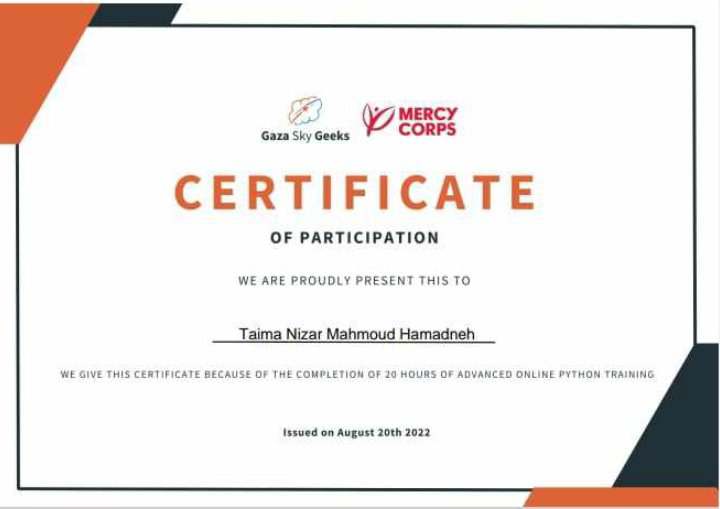 Gaza Sky Geeks
MERCY
CORPS
CERTIFICATE
OF PARTICIPATION
WE ARE PROUDLY PRESENT THIS TO
Taima Nizar Mahmoud Hamadneh
WE GIVE THIS CERTIFICATE BECAUSE OF THE COMPLETION OF 20 HOURS OF ADVANCED ONLINE PYTHON TRAINING
Issued on August 20th 2022